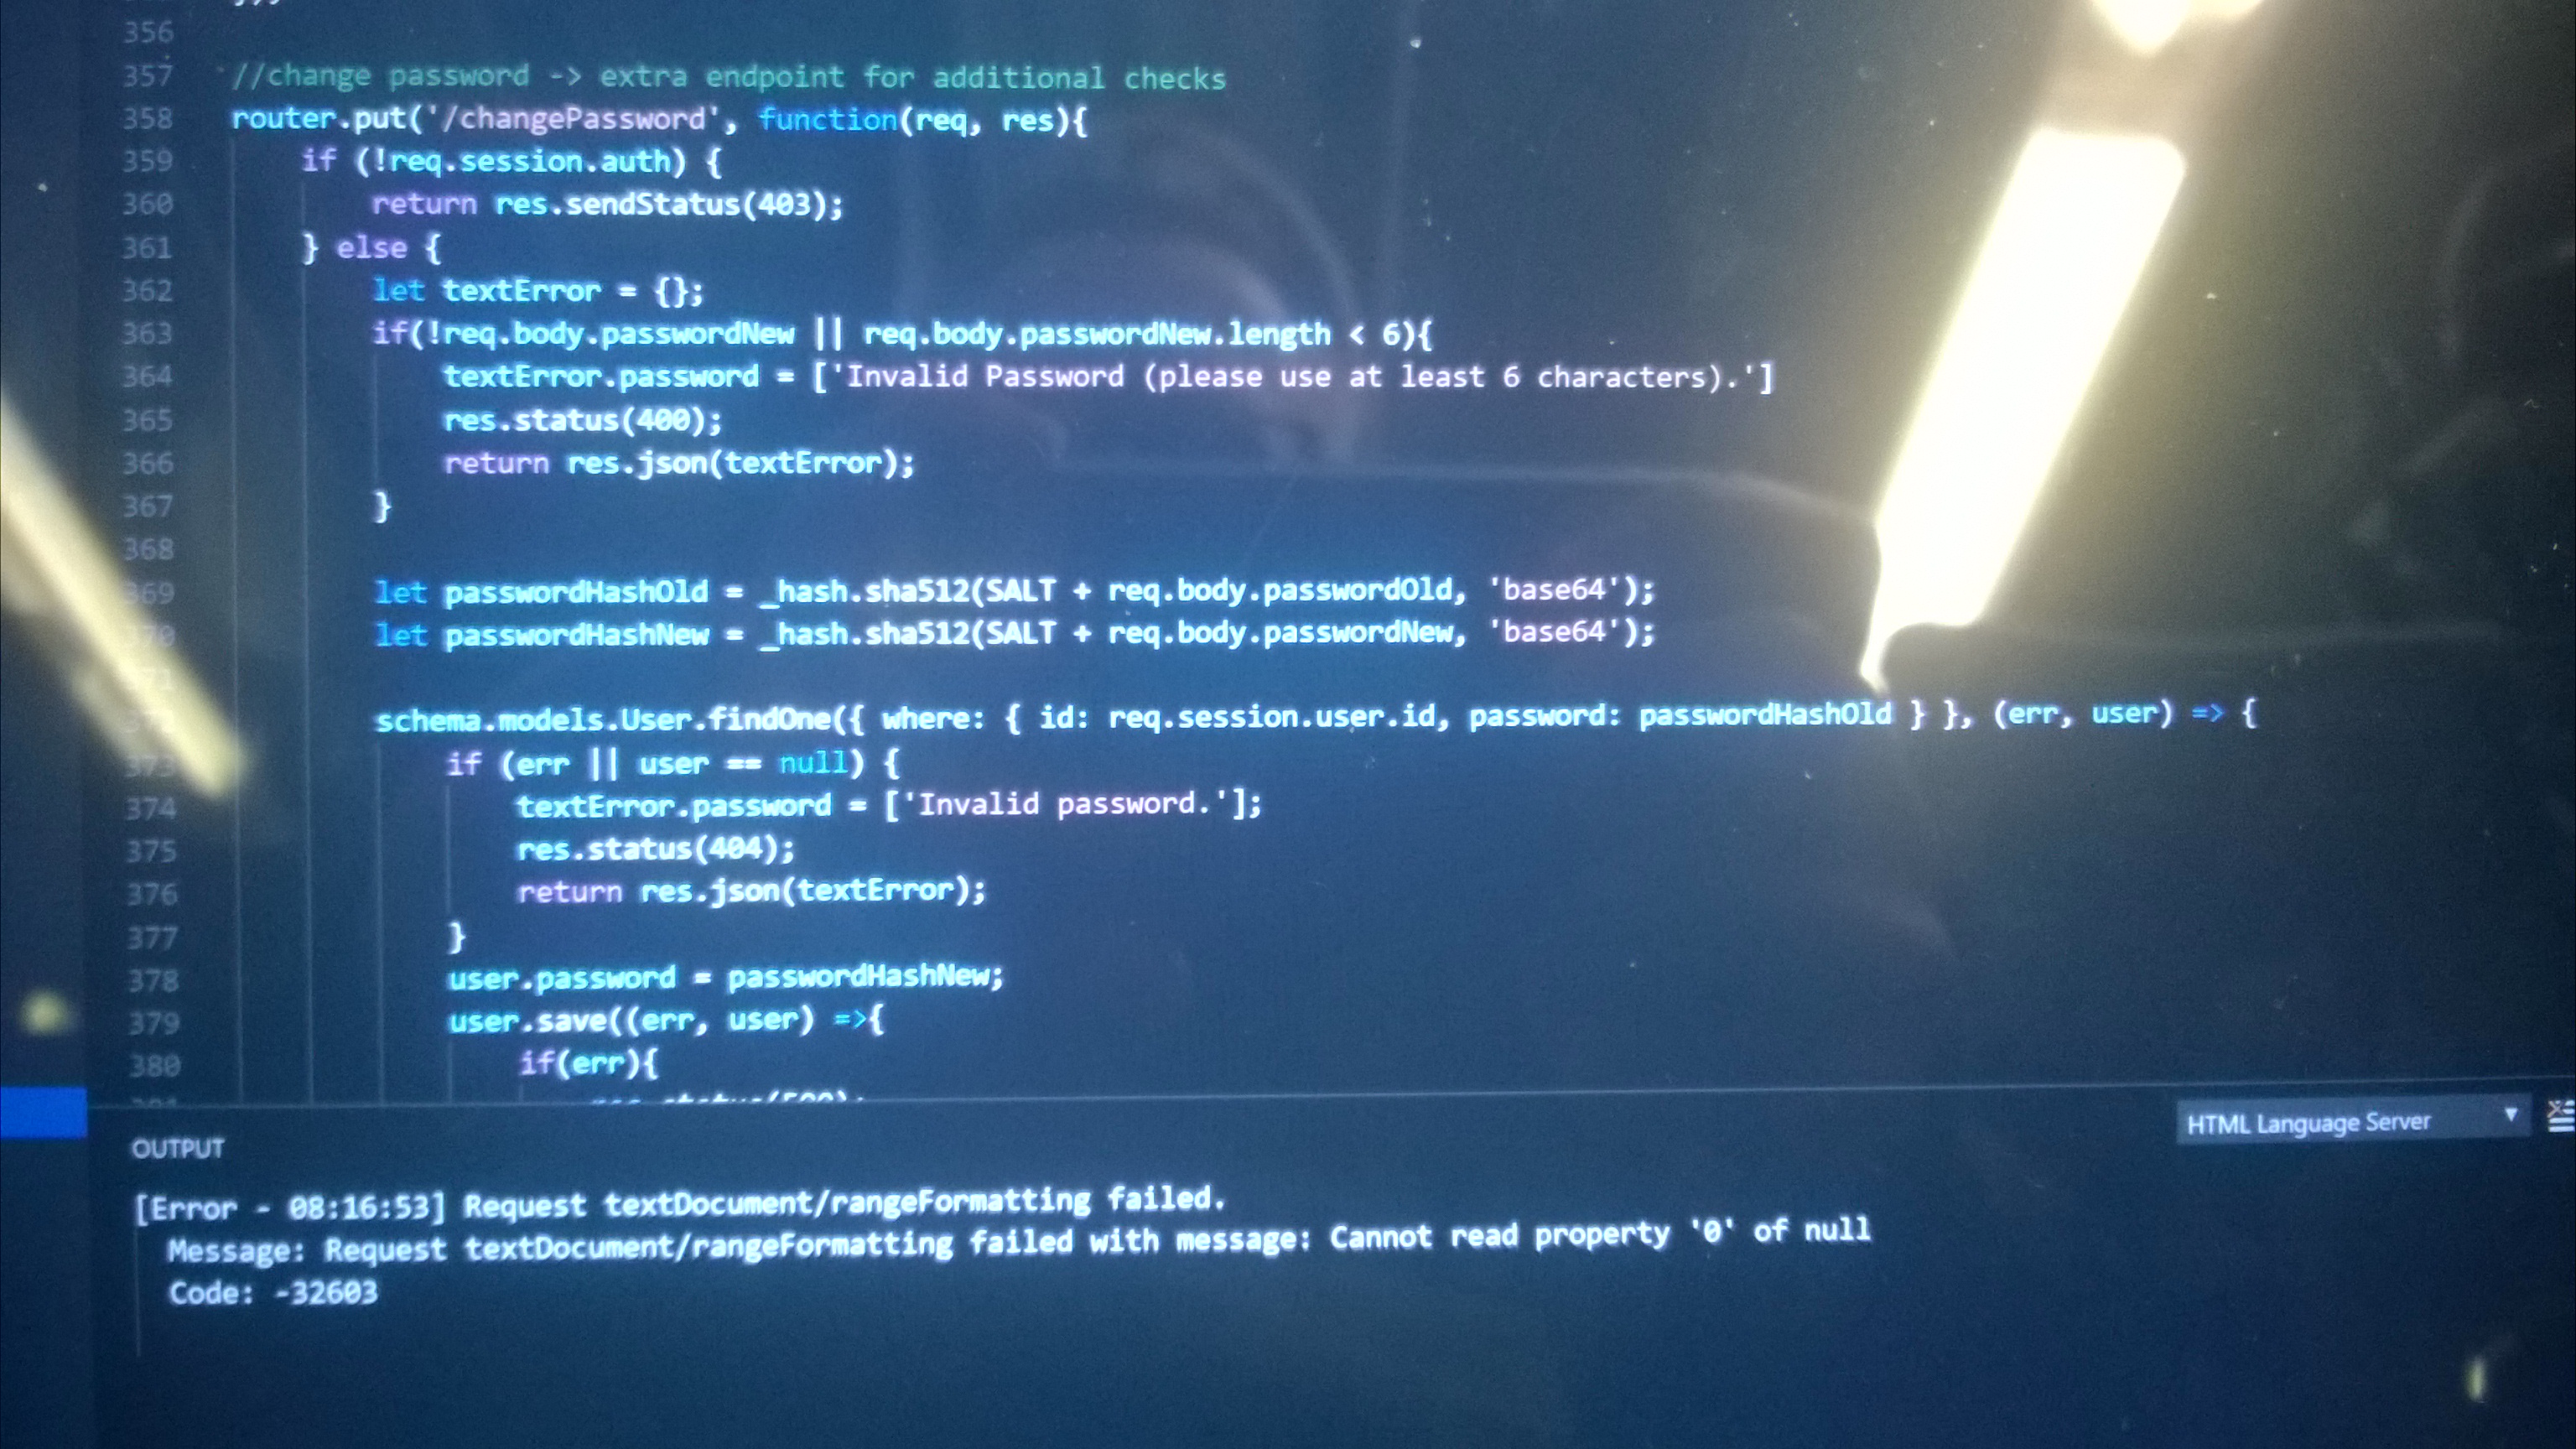 356
357 //change password -> extra endpoint for additional checks
358 router.put('/changePassword', function(req, res){
359 if (!req.session.auth) {
360 return res.sendStatus(403);
361 } else {
362 let textError = {};
363 if(!req.body.passwordNew || req.body.passwordNew.length < 6){
364 textError.password = ['Invalid Password (please use at least 6 characters).']
365 res.status(400);
366 return res.json(textError);
367 }
368
369 let passwordHashOld = _hash.sha512(SALT + req.body.passwordOld, 'base64');
370 let passwordHashNew = _hash.sha512(SALT + req.body.passwordNew, 'base64');
371
372 schema.models.User.findOne({ where: { id: req.session.user.id, password: passwordHashOld } }, (err, user) => {
373 if (err || user == null) {
374 textError.password = ['Invalid password.'];
375 res.status(404);
376 return res.json(textError);
377 }
378 user.password = passwordHashNew;
379 user.save((err, user) =>{
380 if(err){
OUTPUT
HTML Language Server
[Error - 08:16:53] Request textDocument/rangeFormatting failed.
Message: Request textDocument/rangeFormatting failed with message: Cannot read property '0' of null
Code: -32603